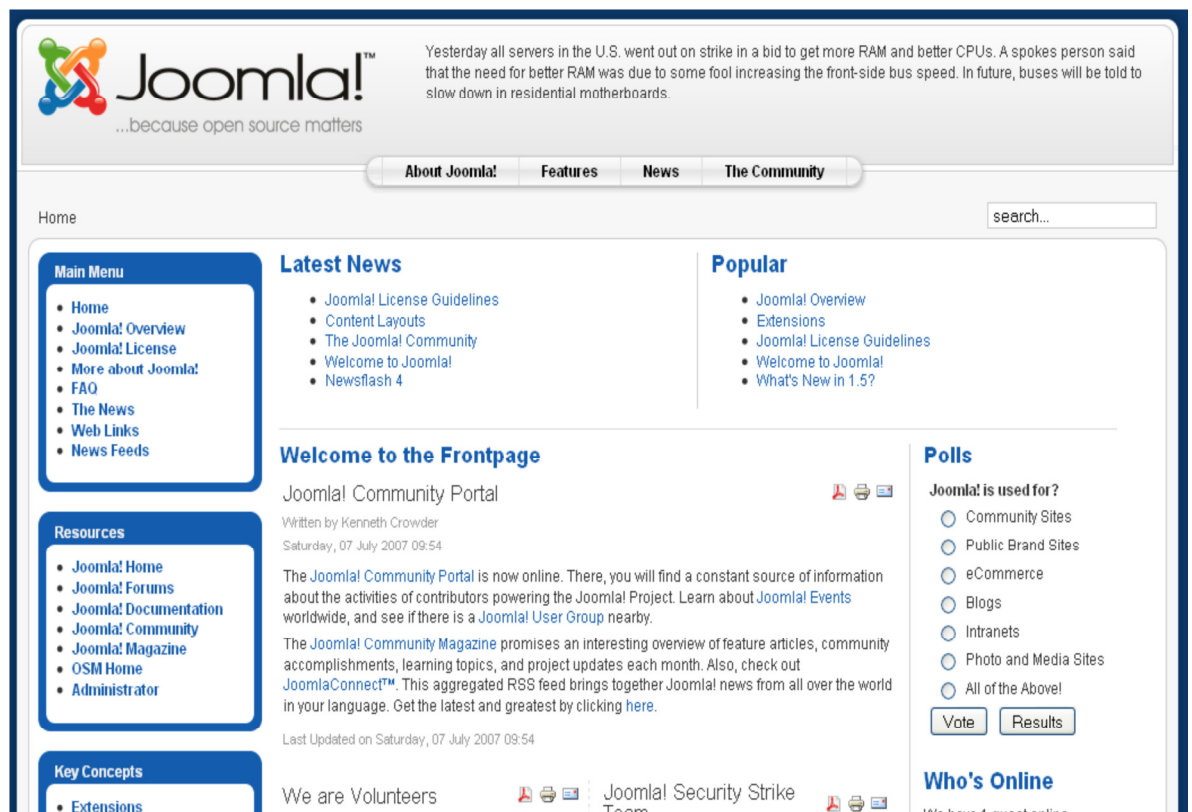 Joomla!™
...because open source matters
Yesterday all servers in the U.S. went out on strike in a bid to get more RAM and better CPUs. A spokes person said
that the need for better RAM was due to some fool increasing the front-side bus speed. In future, buses will be told to
slow down in residential motherboards.
About Joomla! Features News The Community
Home
search...
Main Menu
Home
Joomla! Overview
Joomla! License
More about Joomla!
FAQ
The News
Web Links
News Feeds
Resources
Joomla! Home
Joomla! Forums
Joomla! Documentation
Joomla! Community
Joomla! Magazine
OSM Home
Administrator
Key Concepts
Extensions
Latest News
Joomla! License Guidelines
Content Layouts
The Joomla! Community
Welcome to Joomla!
Newsflash 4
Popular
Joomla! Overview
Extensions
Joomla! License Guidelines
Welcome to Joomla!
What's New in 1.5?
Welcome to the Frontpage
Joomla! Community Portal
Written by Kenneth Crowder
Saturday, 07 July 2007 09:54
The Joomla! Community Portal is now online. There, you will find a constant source of information
about the activities of contributors powering the Joomla! Project. Learn about Joomla! Events
worldwide, and see if there is a Joomla! User Group nearby.
The Joomla! Community Magazine promises an interesting overview of feature articles, community
accomplishments, learning topics, and project updates each month. Also, check out
JoomlaConnect™. This aggregated RSS feed brings together Joomla! news from all over the world
in your language. Get the latest and greatest by clicking here.
Last Updated on Saturday, 07 July 2007 09:54
We are Volunteers
Joomla! Security Strike
Team
Polls
Joomla! is used for?
Community Sites
Public Brand Sites
eCommerce
Blogs
Intranets
Photo and Media Sites
All of the Above!
Vote Results
Who's Online
We have 1 guest online